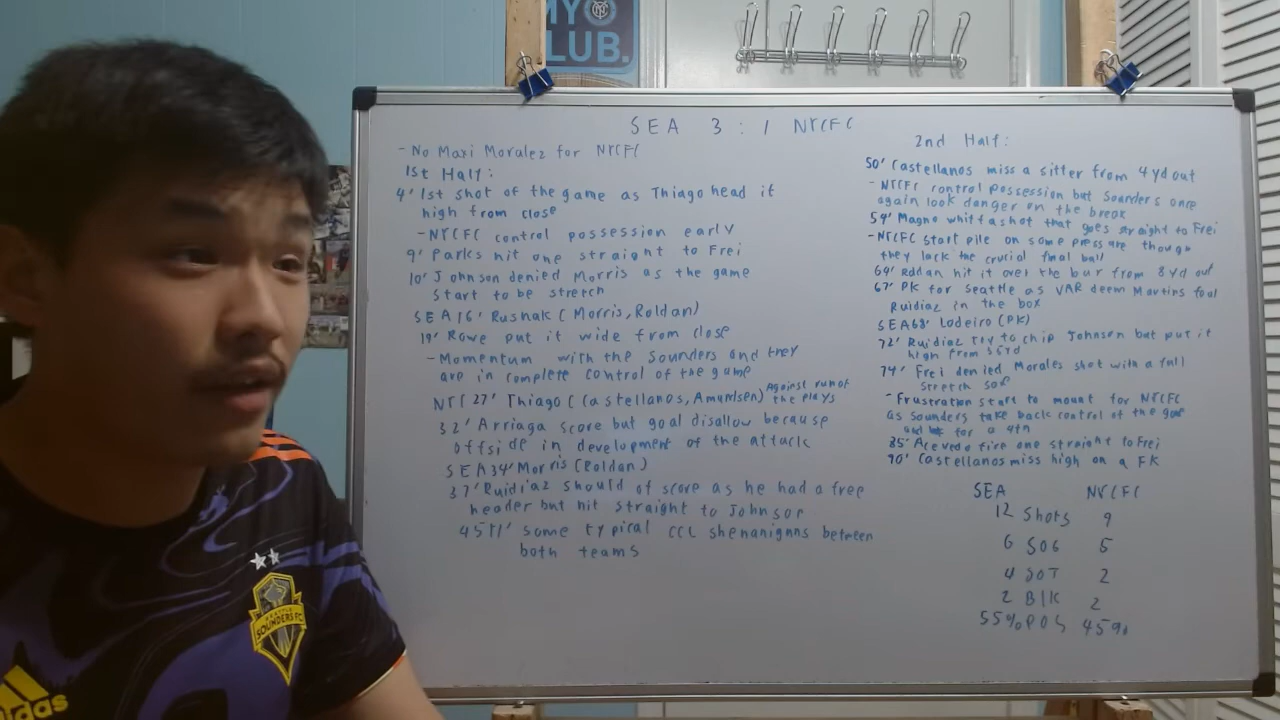 MY
CLUB.
SEA 3 : 1 NYCFC
- No Maxi Moralez for NYCFC
1st Half:
4' 1st shot of the game as Thiago head it
high from close
- NYCFC control possession early
9' Parks hit one straight to Frei
10' Johnson denied Morris as the game
start to be stretch
SEA 16' Rusnak (Morris, Roldan)
19' Rowe put it wide from close
- Momentum with the Sounders and they
are in complete control of the game
NYC 27' Thiago (Castellanos, Amundsen) Against run of
the plays
32' Arriaga score but goal disallow because
offside in development of the attack
SEA 34' Morris (Roldan)
37' Ruidiaz should of score as he had a free
header but hit straight to Johnson
45+1' some typical CCL shenanigans between
both teams
2nd Half:
50' Castellanos miss a sitter from 4yd out
- NYCFC control possession but Sounders once
again look danger on the break
59' Magno whiff a shot that goes straight to Frei
- NYCFC start pile on some pressure though
they lack the crucial final ball
64' Roldan hit it over the bar from 8yd out
67' PK for Seattle as VAR deem Martins foul
Ruidiaz in the box
SEA 68' Lodeiro (PK)
72' Ruidiaz try to chip Johnson but put it
high from 35yd
74' Frei denied Morales shot with a full
stretch save
- Frustration start to mount for NYCFC
as Sounders take back control of the game
and for a 4th
85' Acevedo fire one straight to Frei
90' Castellanos miss high on a FK
SEA NYCFC
12 Shots 9
6 SOG 5
4 SOT 2
2 Blk 2
55% POS 45%
SEATTLE
SOUNDERS FC
adidas